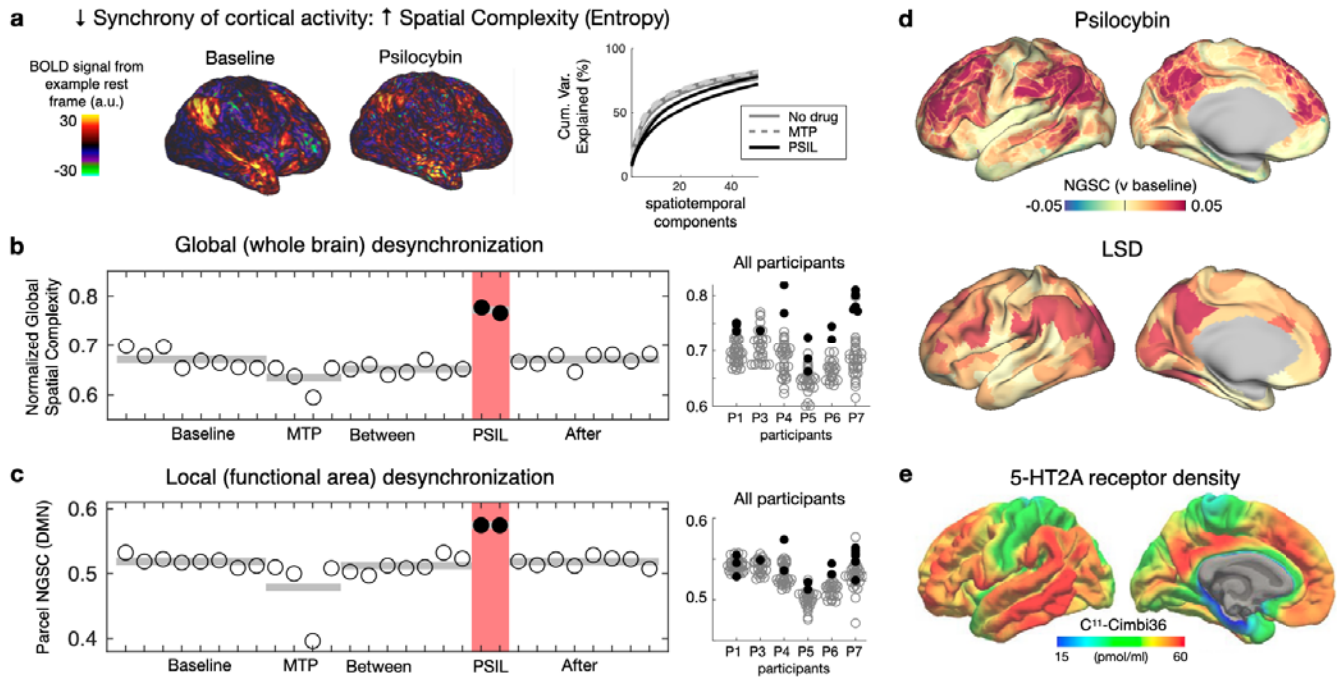 a ↓ Synchrony of cortical activity: ↑ Spatial Complexity (Entropy)
BOLD signal from
example rest
frame (a.u.)
30
-30
Baseline
Psilocybin
Cum. Var.
Explained (%)
100
50
0
20
40
spatiotemporal
components
No drug
MTP
PSIL
b Global (whole brain) desynchronization
Normalized Global
Spatial Complexity
0.8
0.7
0.6
Baseline
MTP
Between
PSIL
After
All participants
0.8
0.7
0.6
P1 P3 P4 P5 P6 P7
participants
c Local (functional area) desynchronization
Parcel NGSC (DMN)
0.6
0.5
0.4
Baseline
MTP
Between
PSIL
After
All participants
0.6
0.5
P1 P3 P4 P5 P6 P7
participants
d
Psilocybin
NGSC (v baseline)
-0.05
0.05
LSD
e 5-HT2A receptor density
C¹¹-Cimbi36
15 (pmol/ml) 60